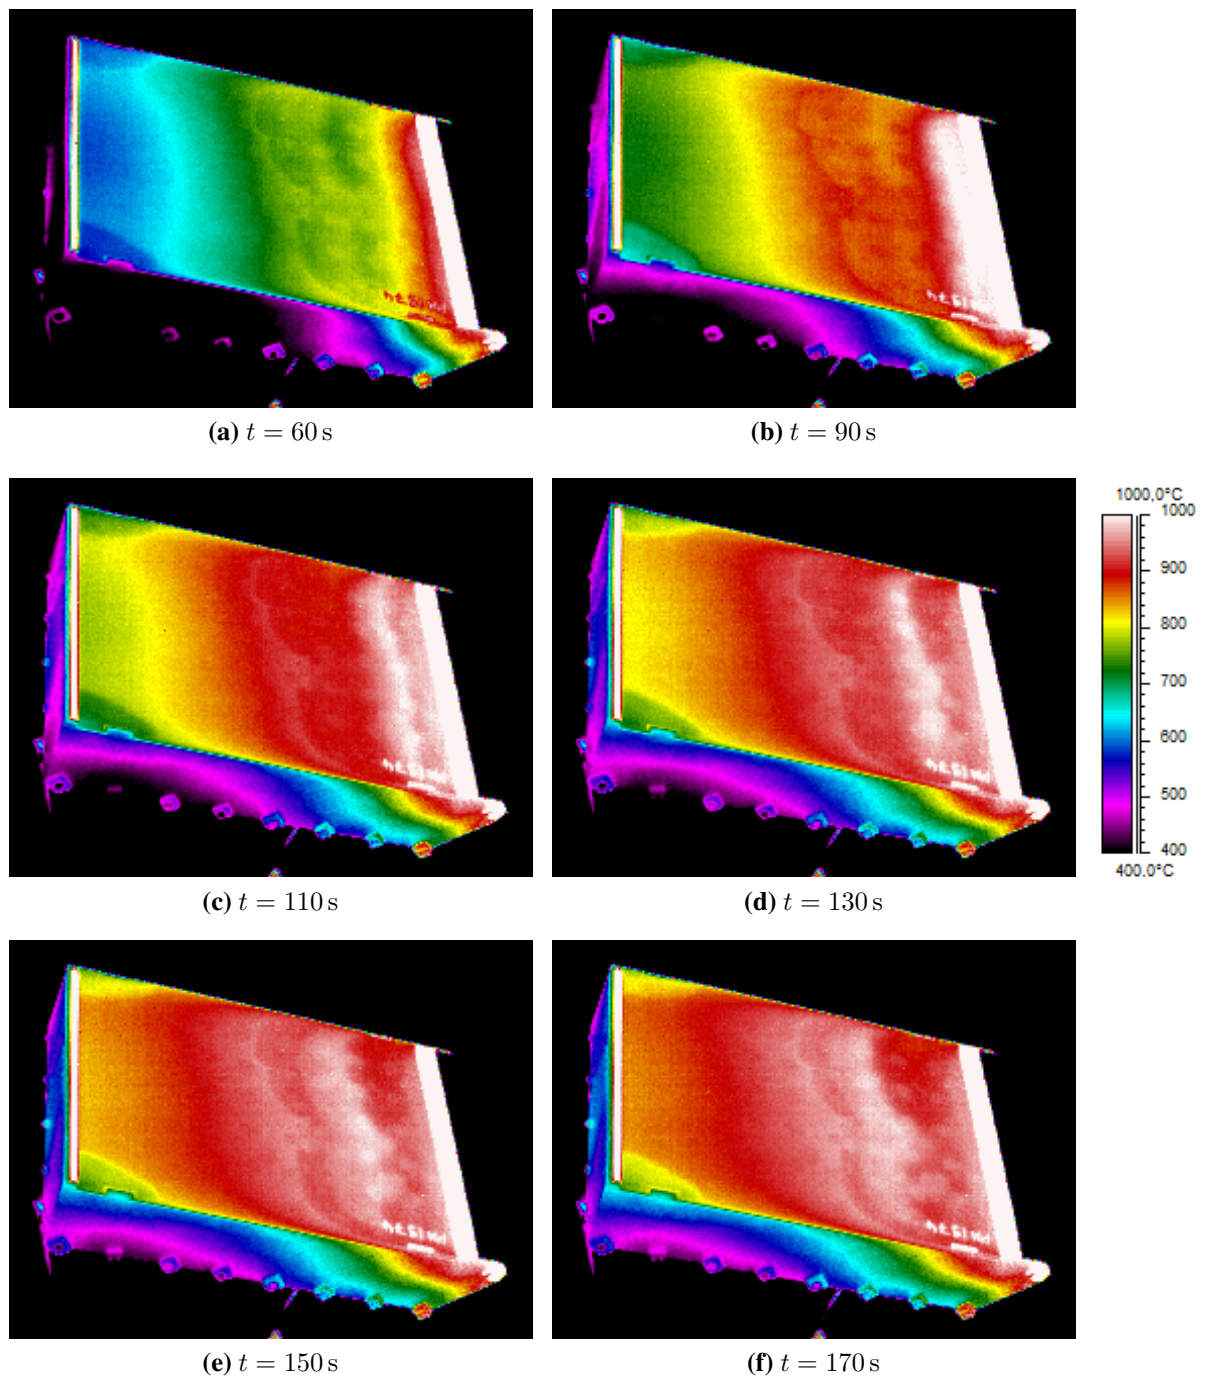 (a) t = 60 s
(b) t = 90 s
1000,0°C
1000
900
800
700
600
500
400
400.0°C
(c) t = 110 s
(d) t = 130 s
(e) t = 150 s
(f) t = 170 s